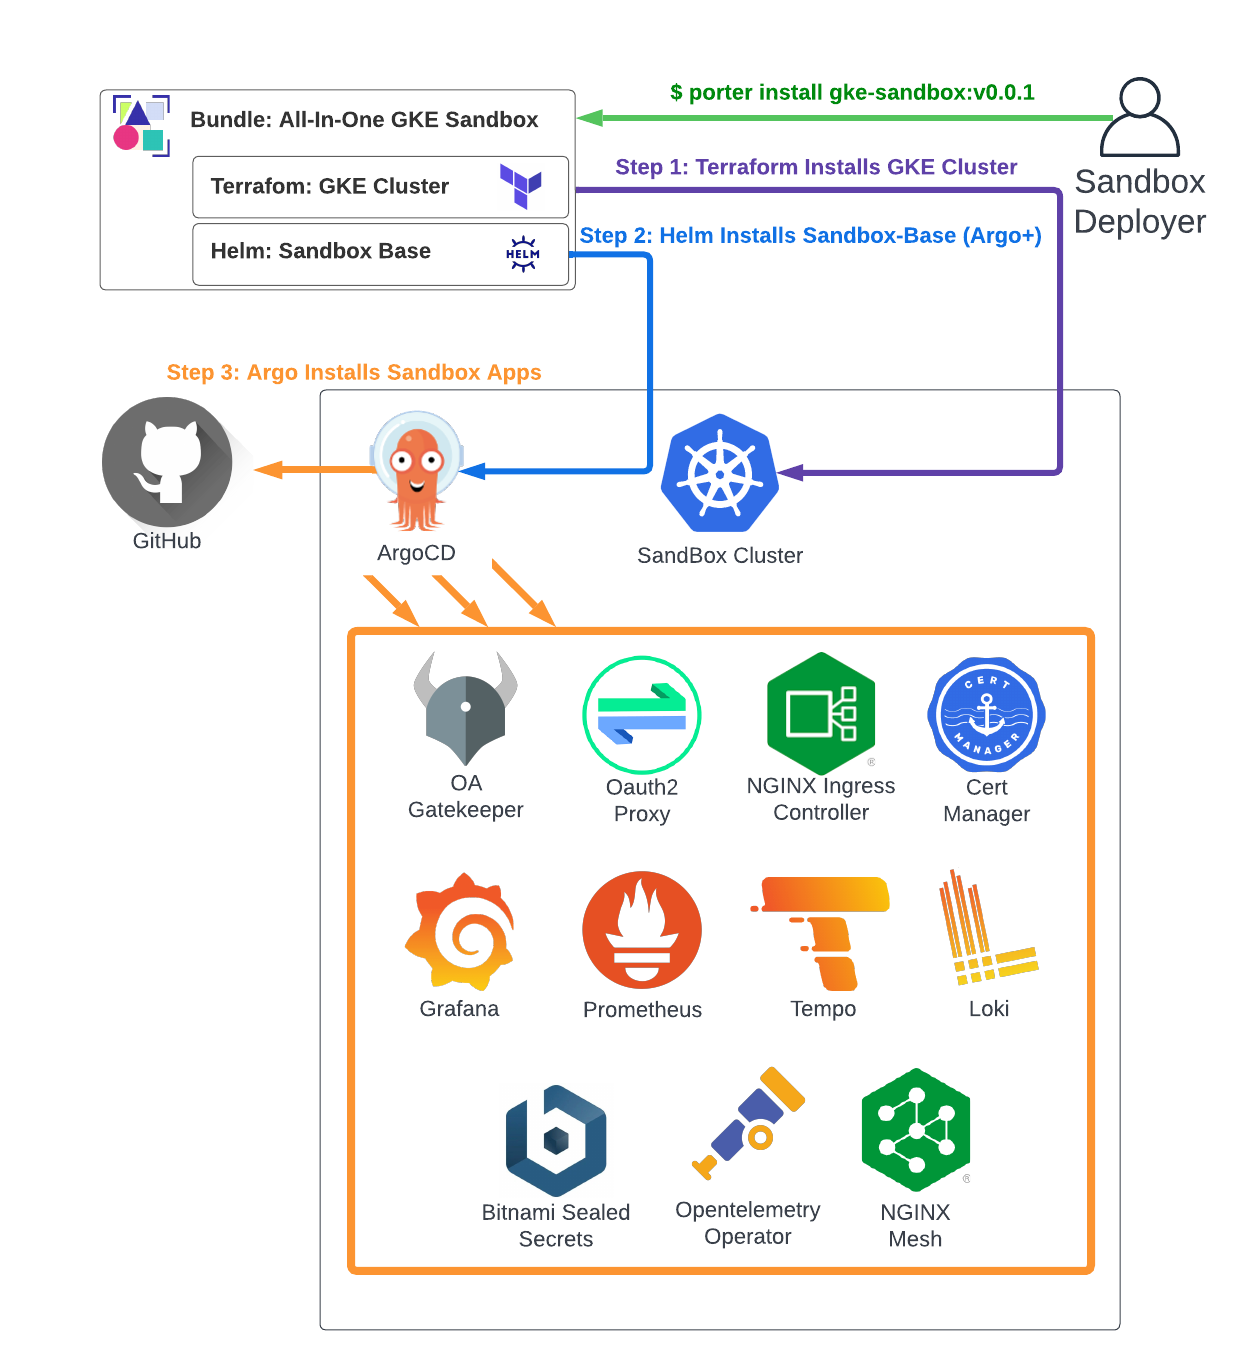 $ porter install gke-sandbox:v0.0.1
Bundle: All-In-One GKE Sandbox
Step 1: Terraform Installs GKE Cluster
Sandbox
Deployer
Terrafom: GKE Cluster
Step 2: Helm Installs Sandbox-Base (Argo+)
Helm: Sandbox Base
HELM
Step 3: Argo Installs Sandbox Apps
GitHub
ArgoCD
SandBox Cluster
CERT
MANAGER
®
OA
Gatekeeper
Oauth2
Proxy
NGINX Ingress
Controller
Cert
Manager
Grafana
Prometheus
Tempo
Loki
®
Bitnami Sealed
Secrets
Opentelemetry
Operator
NGINX
Mesh